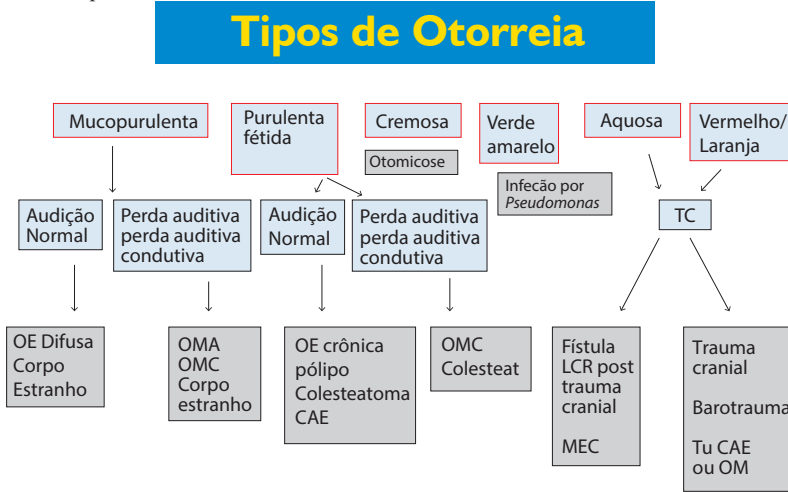 Tipos de Otorreia
Mucopurulenta
Purulenta
fétida
Cremosa
Verde
amarelo
Aquosa
Vermelho/
Laranja
Otomicose
Infecão por
Pseudomonas
Audição
Normal
Perda auditiva
perda auditiva
condutiva
Audição
Normal
Perda auditiva
perda auditiva
condutiva
TC
OE Difusa
Corpo
Estranho
OMA
OMC
Corpo
estranho
OE crônica
pólipo
Colesteatoma
CAE
OMC
Colesteat
Fístula
LCR post
trauma
cranial
MEC
Trauma
cranial
Barotrauma
Tu CAE
ou OM